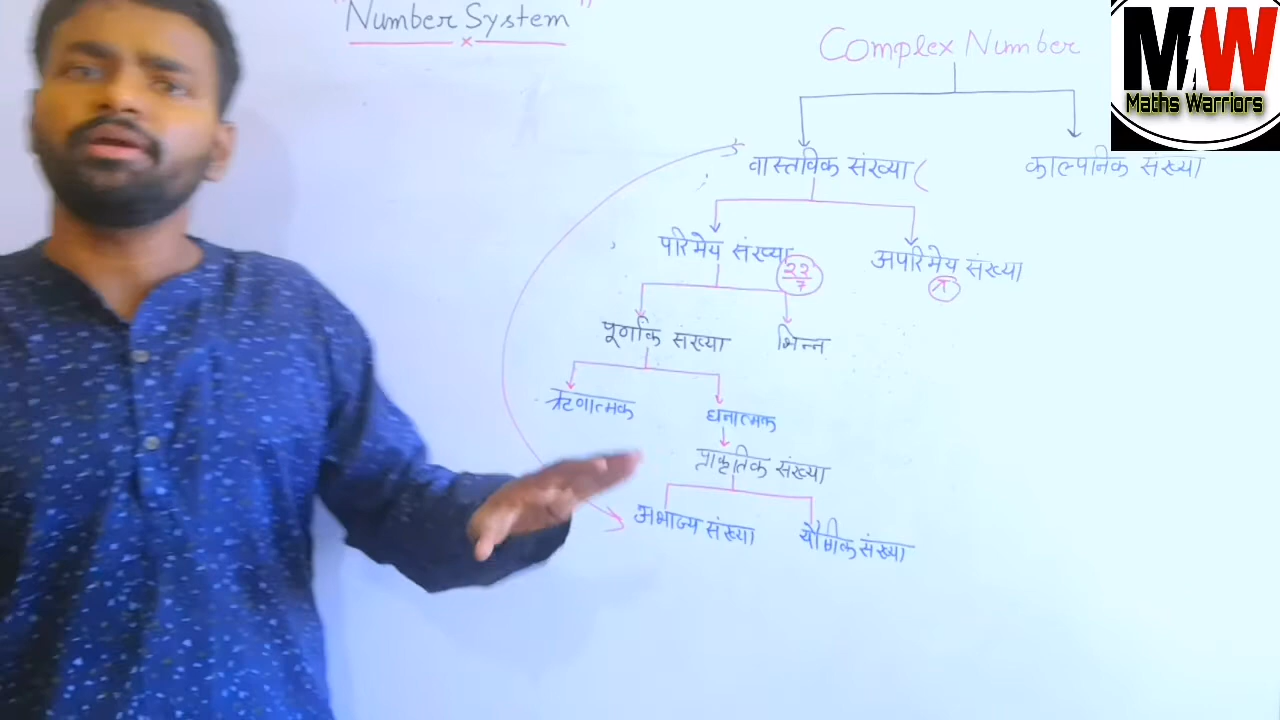 "Number System"
Complex Number
MW
Maths Warriors
वास्तविक संख्या (
काल्पनिक संख्या
परिमेय संख्या
22/7
अपरिमेय संख्या
π
पूर्णांक संख्या
भिन्न
ऋणात्मक
धनात्मक
प्राकृतिक संख्या
अभाज्य संख्या
यौगिक संख्या